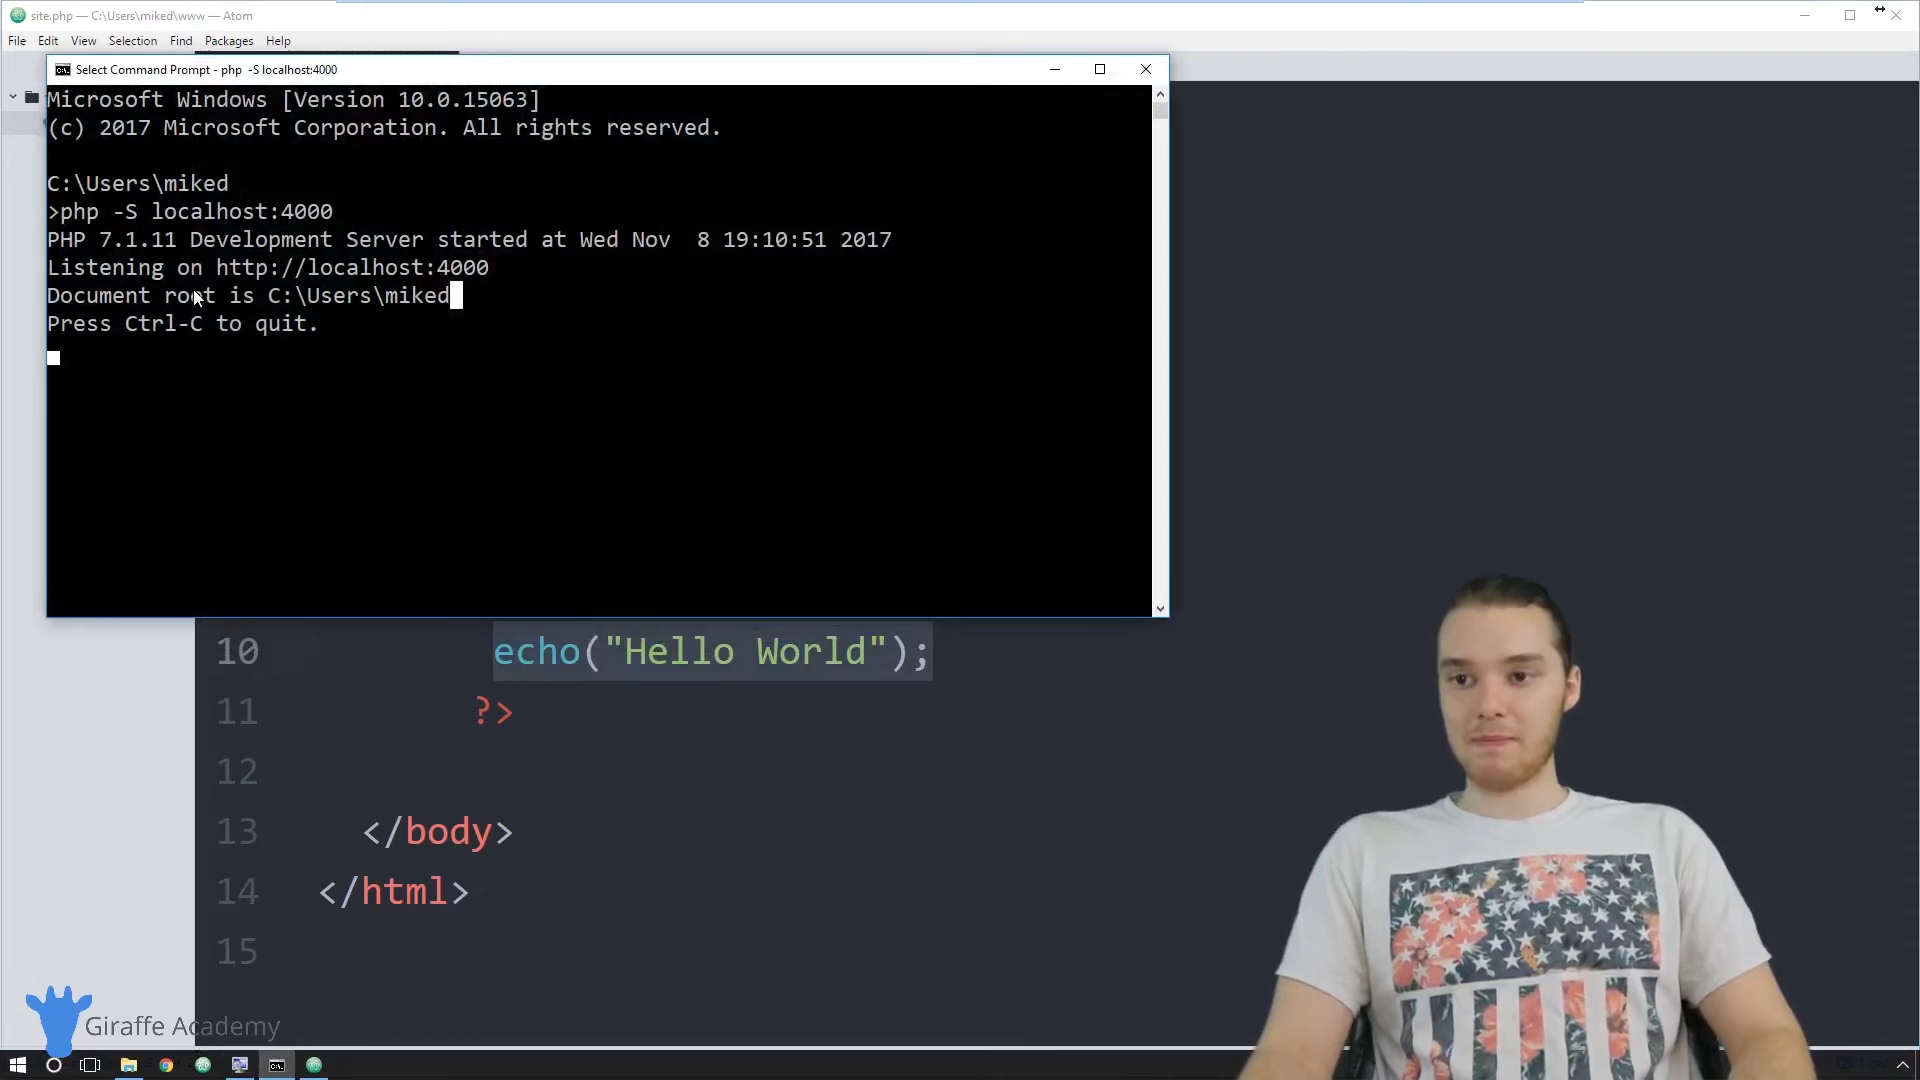 site.php — C:\Users\miked\www — Atom
File Edit View Selection Find Packages Help
Select Command Prompt - php  -S localhost:4000
Microsoft Windows [Version 10.0.15063]
(c) 2017 Microsoft Corporation. All rights reserved.
C:\Users\miked
>php -S localhost:4000
PHP 7.1.11 Development Server started at Wed Nov  8 19:10:51 2017
Listening on http://localhost:4000
Document root is C:\Users\miked
Press Ctrl-C to quit.
10 echo("Hello World");
11 ?>
12
13 </body>
14 </html>
15
Giraffe Academy